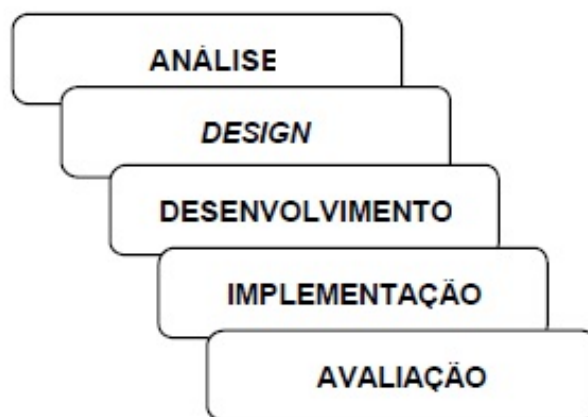 ANÁLISE
DESIGN
DESENVOLVIMENTO
IMPLEMENTAÇÃO
AVALIAÇÃO